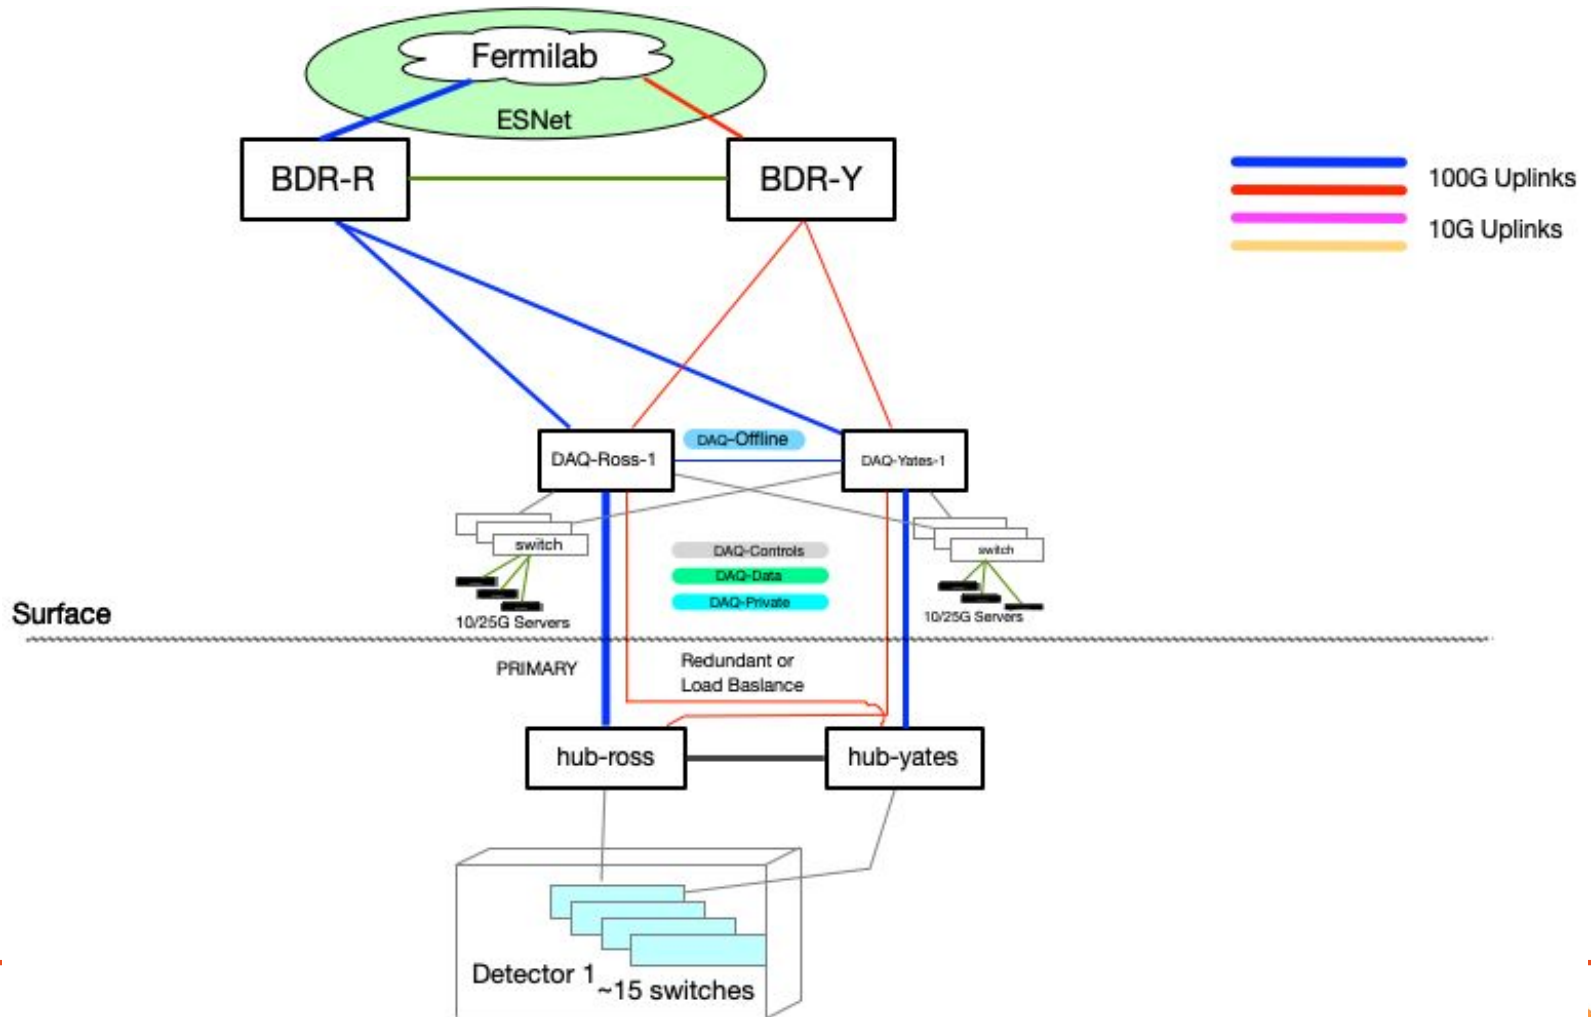 Fermilab
ESNet
BDR-R
BDR-Y
100G Uplinks
10G Uplinks
DAQ-Offline
DAQ-Ross-1
DAQ-Yates-1
switch
switch
DAQ-Controls
DAQ-Data
DAQ-Private
10/25G Servers
10/25G Servers
Surface
PRIMARY
Redundant or
Load Baslance
hub-ross
hub-yates
Detector 1
~15 switches